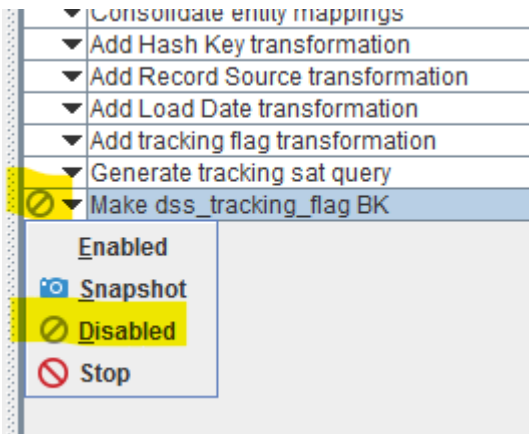 Consolidate entity mappings
Add Hash Key transformation
Add Record Source transformation
Add Load Date transformation
Add tracking flag transformation
Generate tracking sat query
Make dss_tracking_flag BK
Enabled
Snapshot
Disabled
Stop